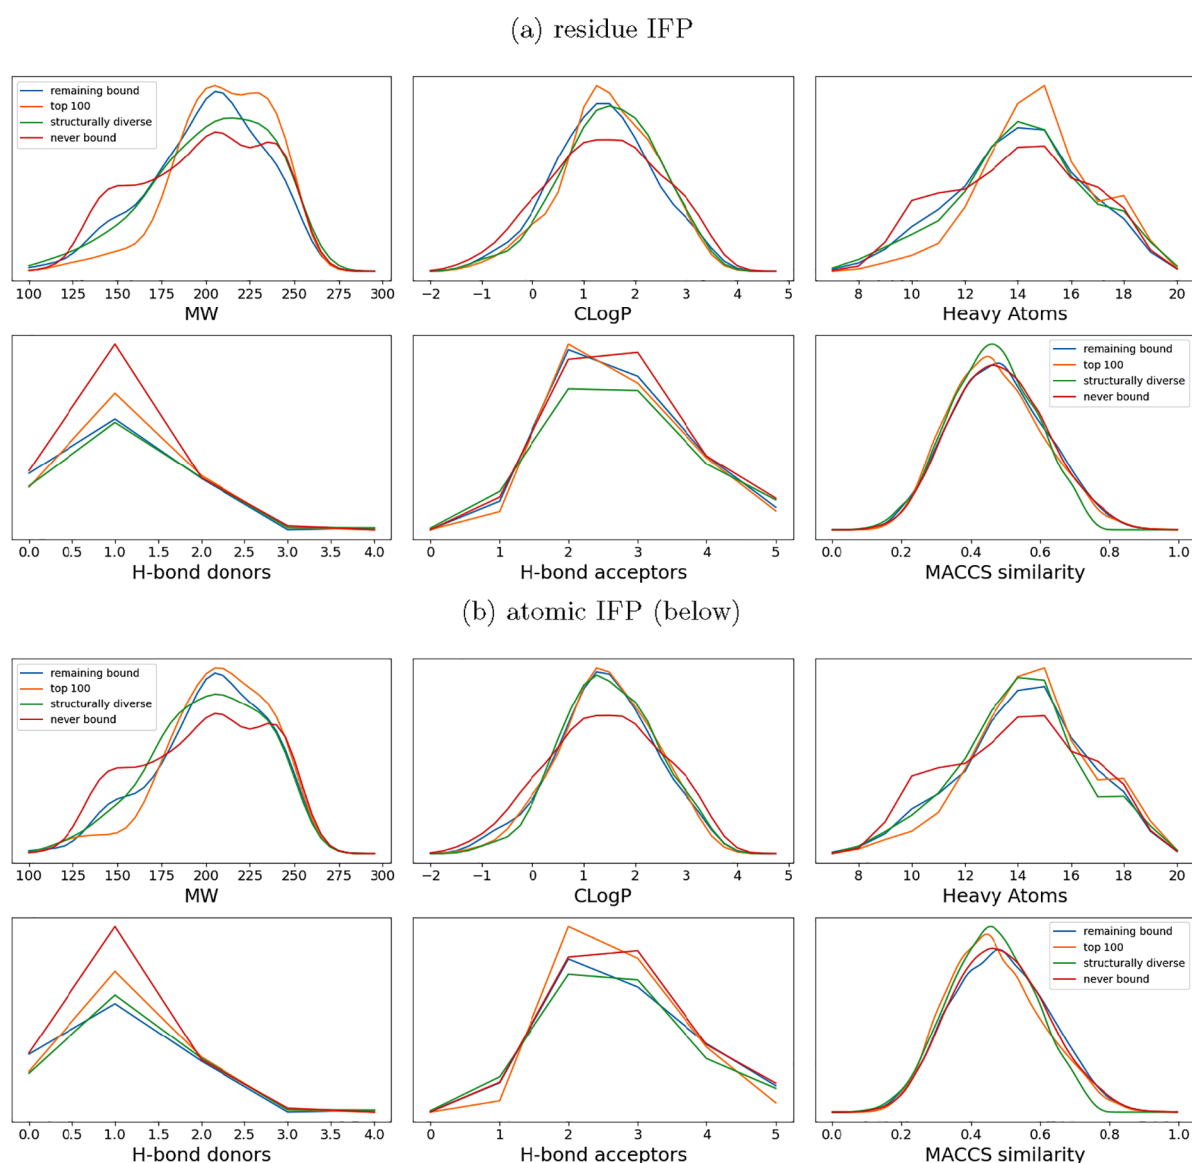 (a) residue IFP
remaining bound
top 100
structurally diverse
never bound
100 125 150 175 200 225 250 275 300
MW
−2 −1 0 1 2 3 4 5
CLogP
8 10 12 14 16 18 20
Heavy Atoms
0.0 0.5 1.0 1.5 2.0 2.5 3.0 3.5 4.0
H-bond donors
0 1 2 3 4 5
H-bond acceptors
remaining bound
top 100
structurally diverse
never bound
0.0 0.2 0.4 0.6 0.8 1.0
MACCS similarity
(b) atomic IFP (below)
remaining bound
top 100
structurally diverse
never bound
100 125 150 175 200 225 250 275 300
MW
−2 −1 0 1 2 3 4 5
CLogP
8 10 12 14 16 18 20
Heavy Atoms
0.0 0.5 1.0 1.5 2.0 2.5 3.0 3.5 4.0
H-bond donors
0 1 2 3 4 5
H-bond acceptors
remaining bound
top 100
structurally diverse
never bound
0.0 0.2 0.4 0.6 0.8 1.0
MACCS similarity